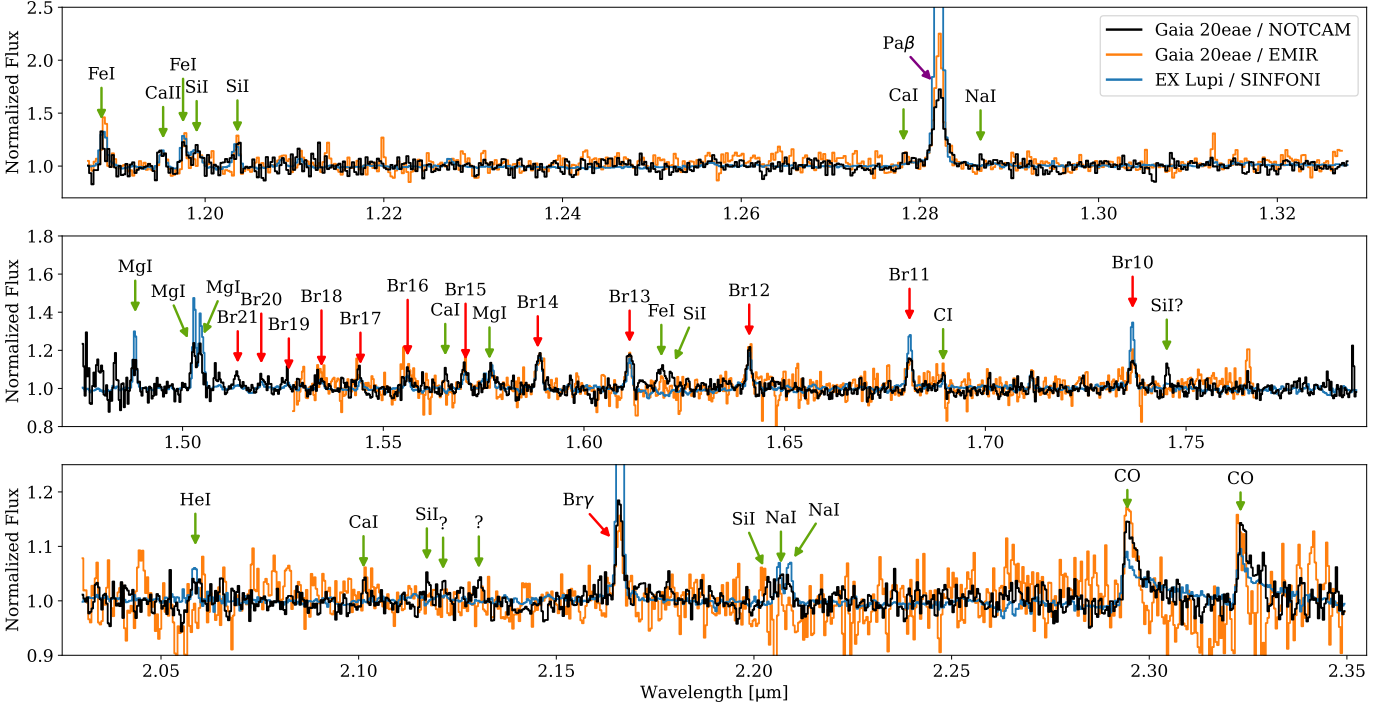 2.5
2.0
1.5
1.0
Normalized Flux
FeI
CaII
FeI
SiI
SiI
Paβ
CaI
NaI
Gaia 20eae / NOTCAM
Gaia 20eae / EMIR
EX Lupi / SINFONI
1.20 1.22 1.24 1.26 1.28 1.30 1.32
1.8
1.6
1.4
1.2
1.0
0.8
Normalized Flux
MgI
MgI
MgI
Br21
Br20
Br19
Br18
Br17
Br16
CaI
Br15
MgI
Br14
Br13
FeI
SiI
Br12
Br11
CI
Br10
SiI?
1.50 1.55 1.60 1.65 1.70 1.75
1.2
1.1
1.0
0.9
Normalized Flux
HeI
CaI
SiI
?
?
Brγ
SiI
NaI
NaI
CO
CO
2.05 2.10 2.15 2.20 2.25 2.30 2.35
Wavelength [μm]